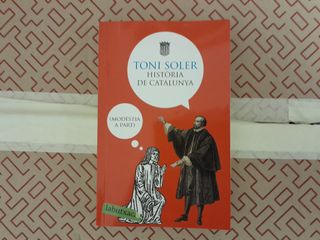 TONI SOLER
HISTÒRIA
DE CATALUNYA
(MODÈSTIA
A PART)
labutxaca